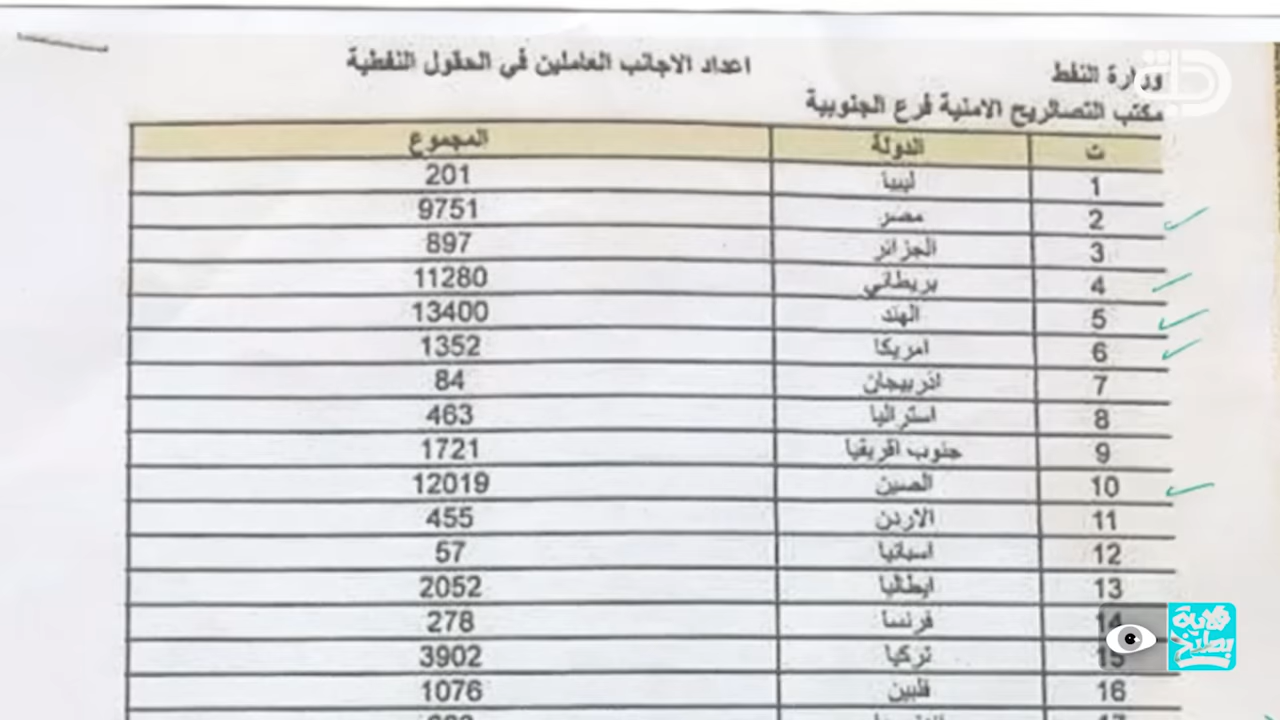 وزارة النفط
اعداد الاجانب العاملين في الحقول النفطية
مكتب التصاريح الامنية فرع الجنوبية
ت الدولة المجموع
1 ليبيا 201
2 مصر 9751
3 الجزائر 897
4 بريطاني 11280
5 الهند 13400
6 امريكا 1352
7 اذربيجان 84
8 استراليا 463
9 جنوب افريقيا 1721
10 الصين 12019
11 الاردن 455
12 اسبانيا 57
13 ايطاليا 2052
14 فرنسا 278
15 تركيا 3902
16 فلبين 1076
17